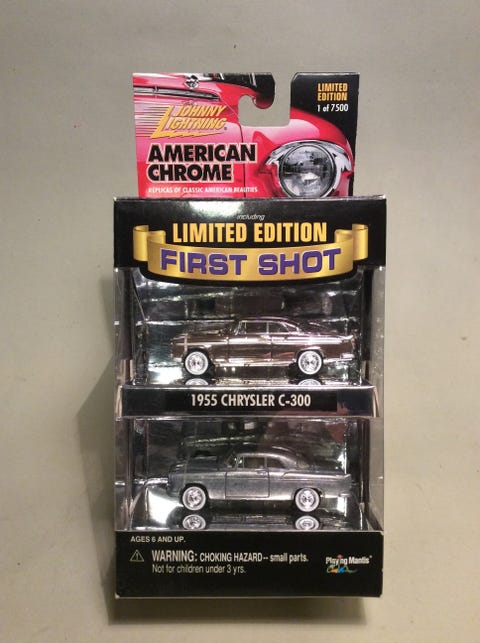 LIMITED
EDITION
1 of 7500
JOHNNY
LIGHTNING
AMERICAN
CHROME
REPLICAS OF CLASSIC AMERICAN BEAUTIES
including
LIMITED EDITION
FIRST SHOT
1955 CHRYSLER C-300
AGES 6 AND UP.
WARNING: CHOKING HAZARD-- small parts.
Not for children under 3 yrs.
Playing Mantis